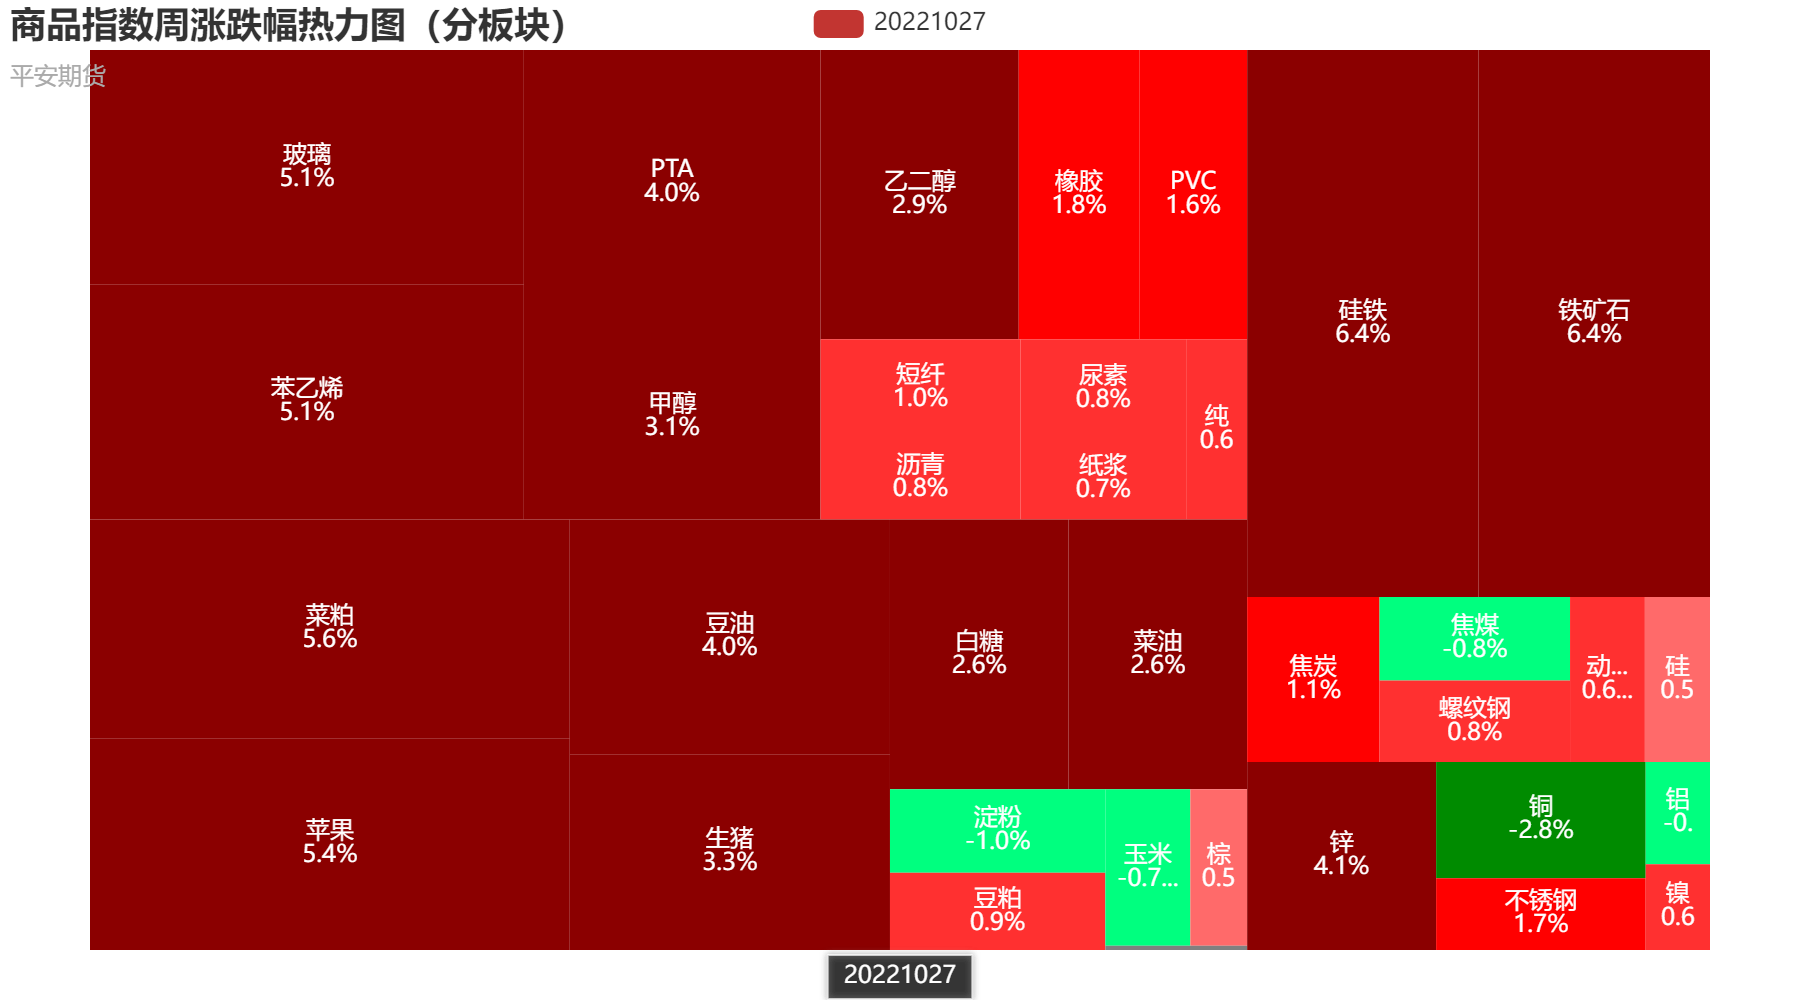 商品指数周涨跌幅热力图（分板块）
20221027
平安期货
玻璃
5.1%
PTA
4.0%
乙二醇
2.9%
橡胶
1.8%
PVC
1.6%
苯乙烯
5.1%
甲醇
3.1%
短纤
1.0%
尿素
0.8%
纯
0.6
沥青
0.8%
纸浆
0.7%
硅铁
6.4%
铁矿石
6.4%
菜粕
5.6%
豆油
4.0%
白糖
2.6%
菜油
2.6%
苹果
5.4%
生猪
3.3%
淀粉
-1.0%
豆粕
0.9%
玉米
-0.7...
棕
0.5
焦炭
1.1%
焦煤
-0.8%
螺纹钢
0.8%
动...
0.6...
硅
0.5
锌
4.1%
铜
-2.8%
不锈钢
1.7%
铝
-0.
镍
0.6
20221027